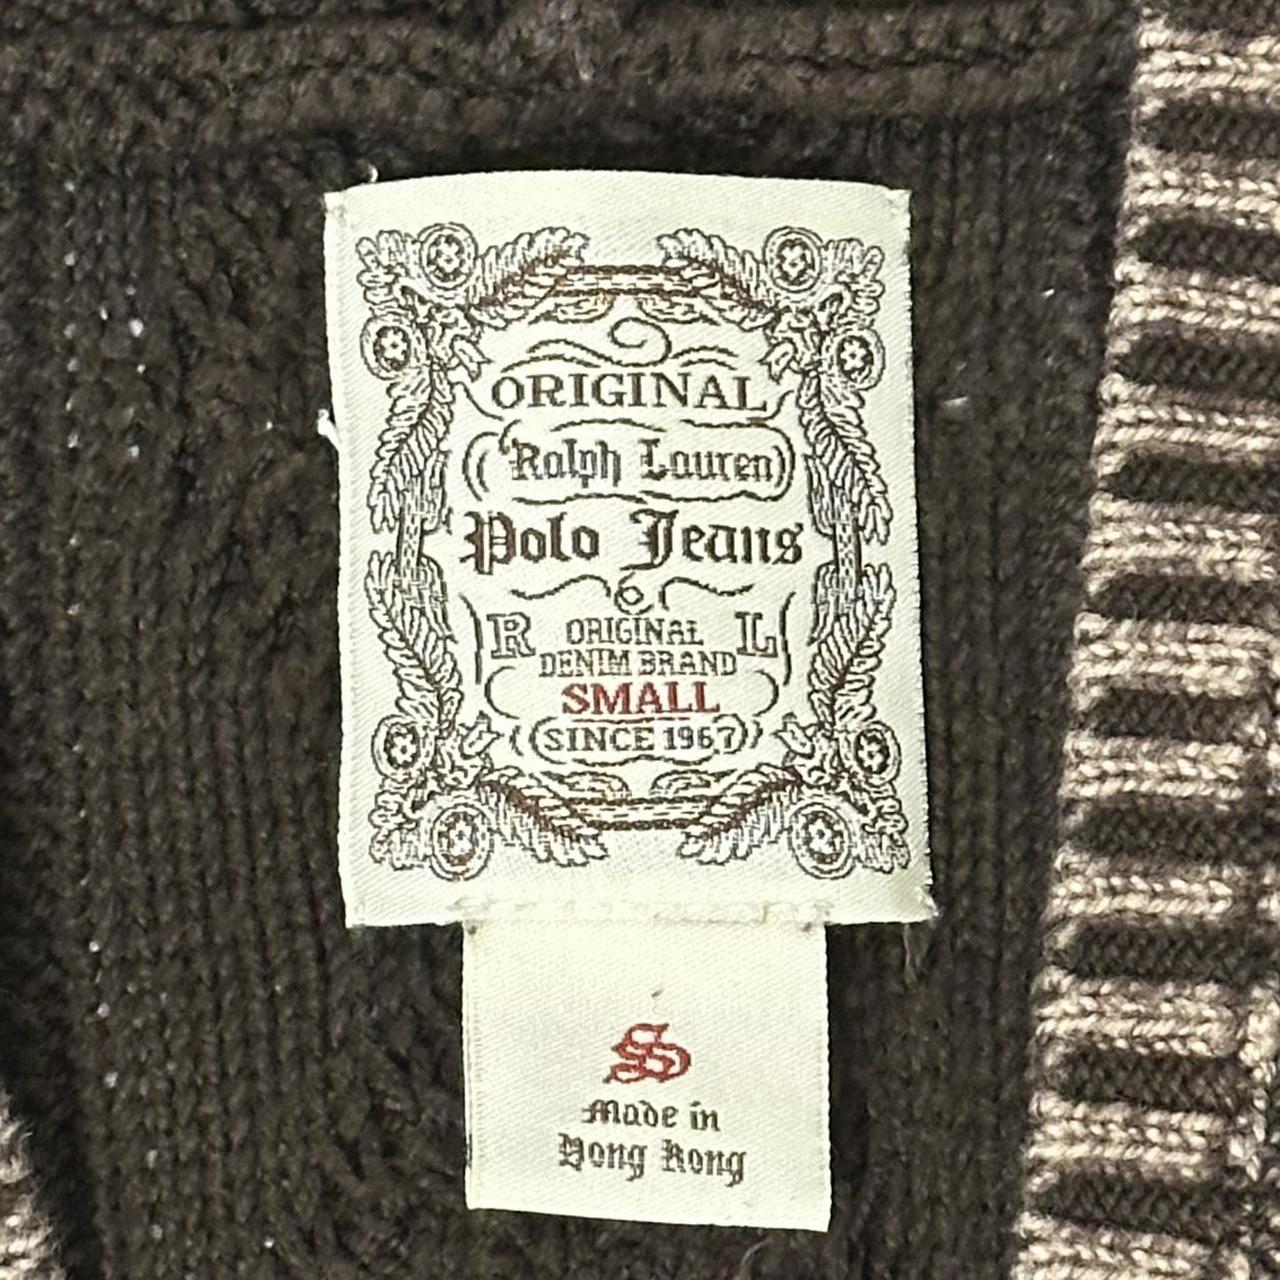 ORIGINAL
Ralph Lauren
Polo Jeans
R ORIGINAL L
DENIM BRAND
SMALL
SINCE 1967
S
Made in
Hong Kong